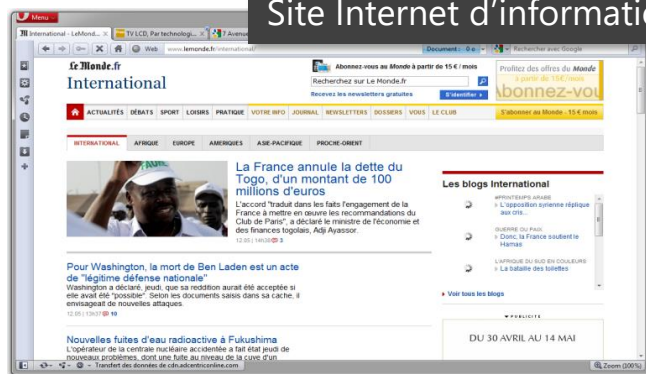 Site Internet d'informatio
Menu
International - LeMond...
TV LCD, Par technologi...
7 Avenue
Web www.lemonde.fr/international/
Document: 0 o
Rechercher avec Google
Le Monde.fr
International
Abonnez-vous au Monde à partir de 15 € / mois
Recherchez sur Le Monde.fr
Recevez les newsletters gratuites
S'identifier
Profitez des offres du Monde
à partir de 15€/mois
Abonnez-vou
S'abonner au Monde - 15 € mois
ACTUALITÉS DÉBATS SPORT LOISIRS PRATIQUE VOTRE INFO JOURNAL NEWSLETTERS DOSSIERS VOUS LE CLUB
INTERNATIONAL AFRIQUE EUROPE AMERIQUES ASIE-PACIFIQUE PROCHE-ORIENT
FAURE
La France annule la dette du
Togo, d'un montant de 100
millions d'euros
L'accord "traduit dans les faits l'engagement de la
France à mettre en œuvre les recommandations du
Club de Paris", a déclaré le ministre de l'économie et
des finances togolais, Adji Ayassor.
12.05 | 14h28 3
Pour Washington, la mort de Ben Laden est un acte
de "légitime défense nationale"
Washington a déclaré, jeudi, que sa reddition aurait été acceptée si
elle avait été "possible". Selon les documents saisis dans sa cache, il
envisageait de nouvelles attaques.
12.05 | 13h37 10
Nouvelles fuites d'eau radioactive à Fukushima
L'opérateur de la centrale nucléaire accidentée a fait état jeudi de
nouveaux problèmes, dont une fuite au niveau de la cuve d'un
Les blogs International
PRINTEMPS ARABE
L'opposition syrienne réplique
aux cris...
GUERRE OU PAIX
Donc, la France soutient le
Hamas
L'AFRIQUE DU SUD EN COULEURS
La bataille des toilettes
Voir tous les blogs
PUBLICITÉ
DU 30 AVRIL AU 14 MAI
Transfert des données de cdn.adcentriconline.com
Zoom (100%)